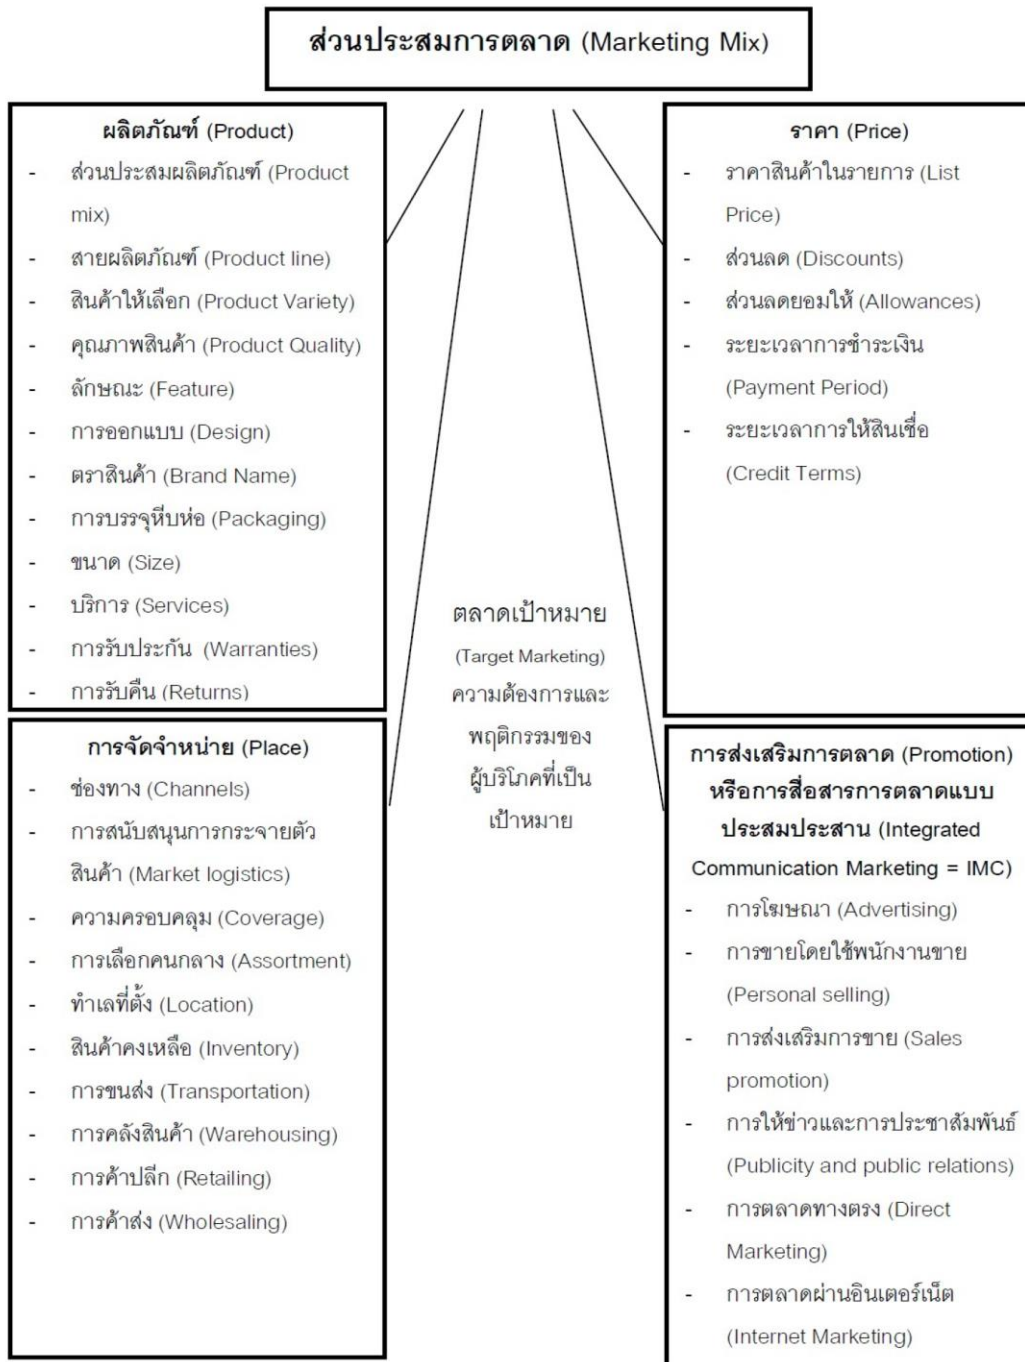 ส่วนประสมการตลาด (Marketing Mix)
ผลิตภัณฑ์ (Product)
- ส่วนประสมผลิตภัณฑ์ (Product
mix)
- สายผลิตภัณฑ์ (Product line)
- สินค้าให้เลือก (Product Variety)
- คุณภาพสินค้า (Product Quality)
- ลักษณะ (Feature)
- การออกแบบ (Design)
- ตราสินค้า (Brand Name)
- การบรรจุหีบห่อ (Packaging)
- ขนาด (Size)
- บริการ (Services)
- การรับประกัน (Warranties)
- การรับคืน (Returns)
ราคา (Price)
- ราคาสินค้าในรายการ (List
Price)
- ส่วนลด (Discounts)
- ส่วนลดยอมให้ (Allowances)
- ระยะเวลาการชำระเงิน
(Payment Period)
- ระยะเวลาการให้สินเชื่อ
(Credit Terms)
ตลาดเป้าหมาย
(Target Marketing)
ความต้องการและ
พฤติกรรมของ
ผู้บริโภคที่เป็น
เป้าหมาย
การจัดจำหน่าย (Place)
- ช่องทาง (Channels)
- การสนับสนุนการกระจายตัว
สินค้า (Market logistics)
- ความครอบคลุม (Coverage)
- การเลือกคนกลาง (Assortment)
- ทำเลที่ตั้ง (Location)
- สินค้าคงเหลือ (Inventory)
- การขนส่ง (Transportation)
- การคลังสินค้า (Warehousing)
- การค้าปลีก (Retailing)
- การค้าส่ง (Wholesaling)
การส่งเสริมการตลาด (Promotion)
หรือการสื่อสารการตลาดแบบ
ประสมประสาน (Integrated
Communication Marketing = IMC)
- การโฆษณา (Advertising)
- การขายโดยใช้พนักงานขาย
(Personal selling)
- การส่งเสริมการขาย (Sales
promotion)
- การให้ข่าวและการประชาสัมพันธ์
(Publicity and public relations)
- การตลาดทางตรง (Direct
Marketing)
- การตลาดผ่านอินเตอร์เน็ต
(Internet Marketing)